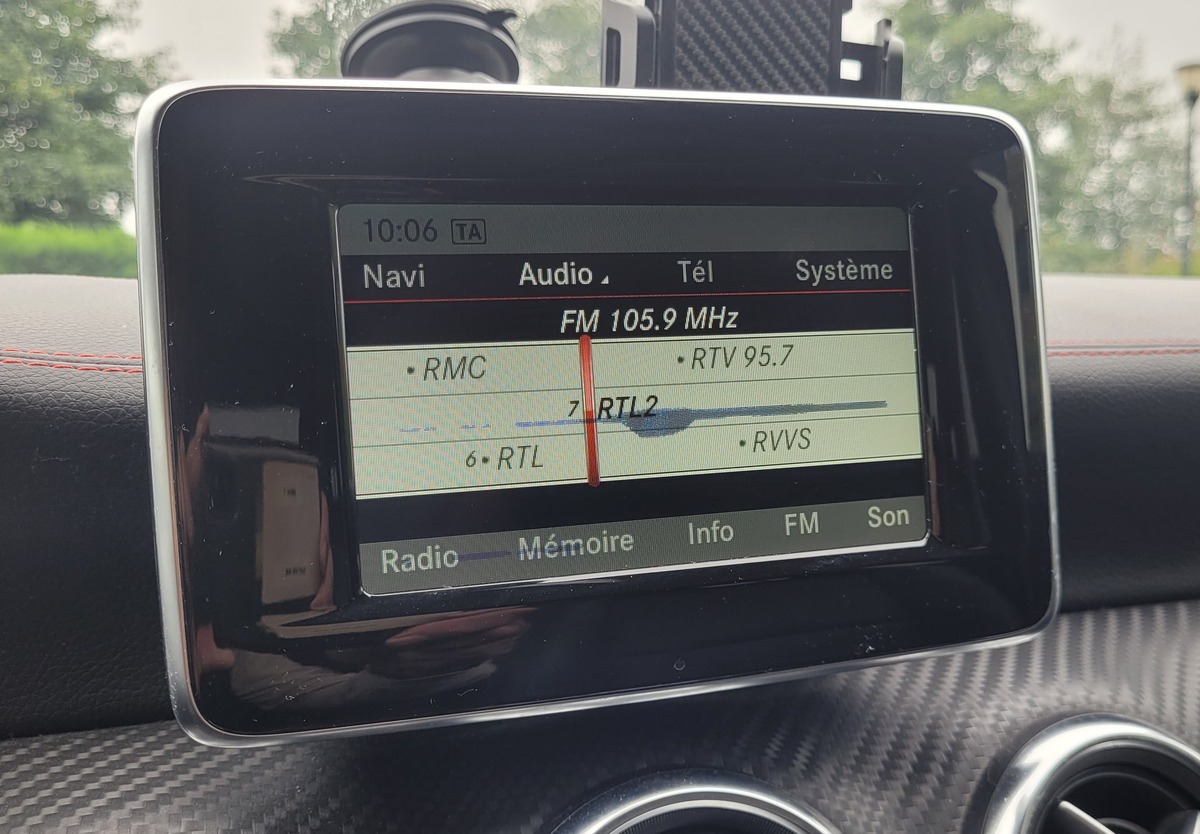 10:06 TA
Navi Audio Tél Système
FM 105.9 MHz
• RMC • RTV 95.7
7 RTL2
6• RTL • RVVS
Radio Mémoire Info FM Son